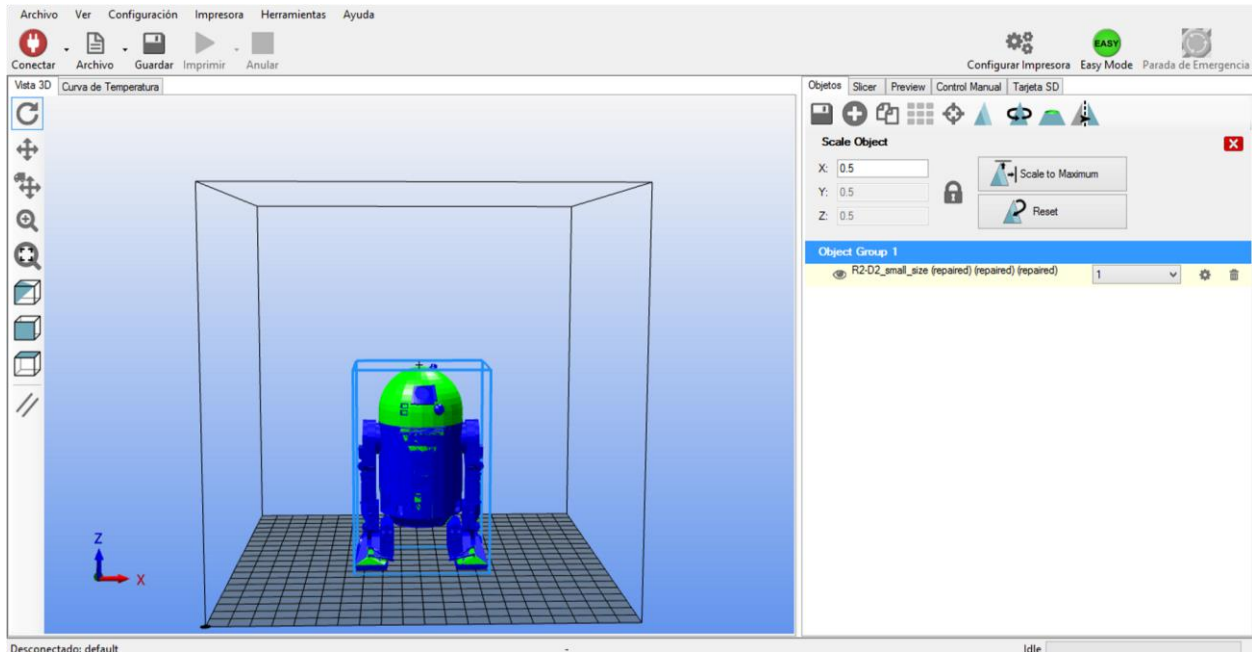 Archivo Ver Configuración Impresora Herramientas Ayuda
EASY
Conectar Archivo Guardar Imprimir Anular Configurar Impresora Easy Mode Parada de Emergencia
Vista 3D Curva de Temperatura Objetos Slicer Preview Control Manual Tarjeta SD
Scale Object
X: 0.5 Scale to Maximum
Y: 0.5
Z: 0.5 Reset
Object Group 1
R2-D2_small_size (repaired) (repaired) (repaired) 1
Z
X
Desconectado: default - Idle